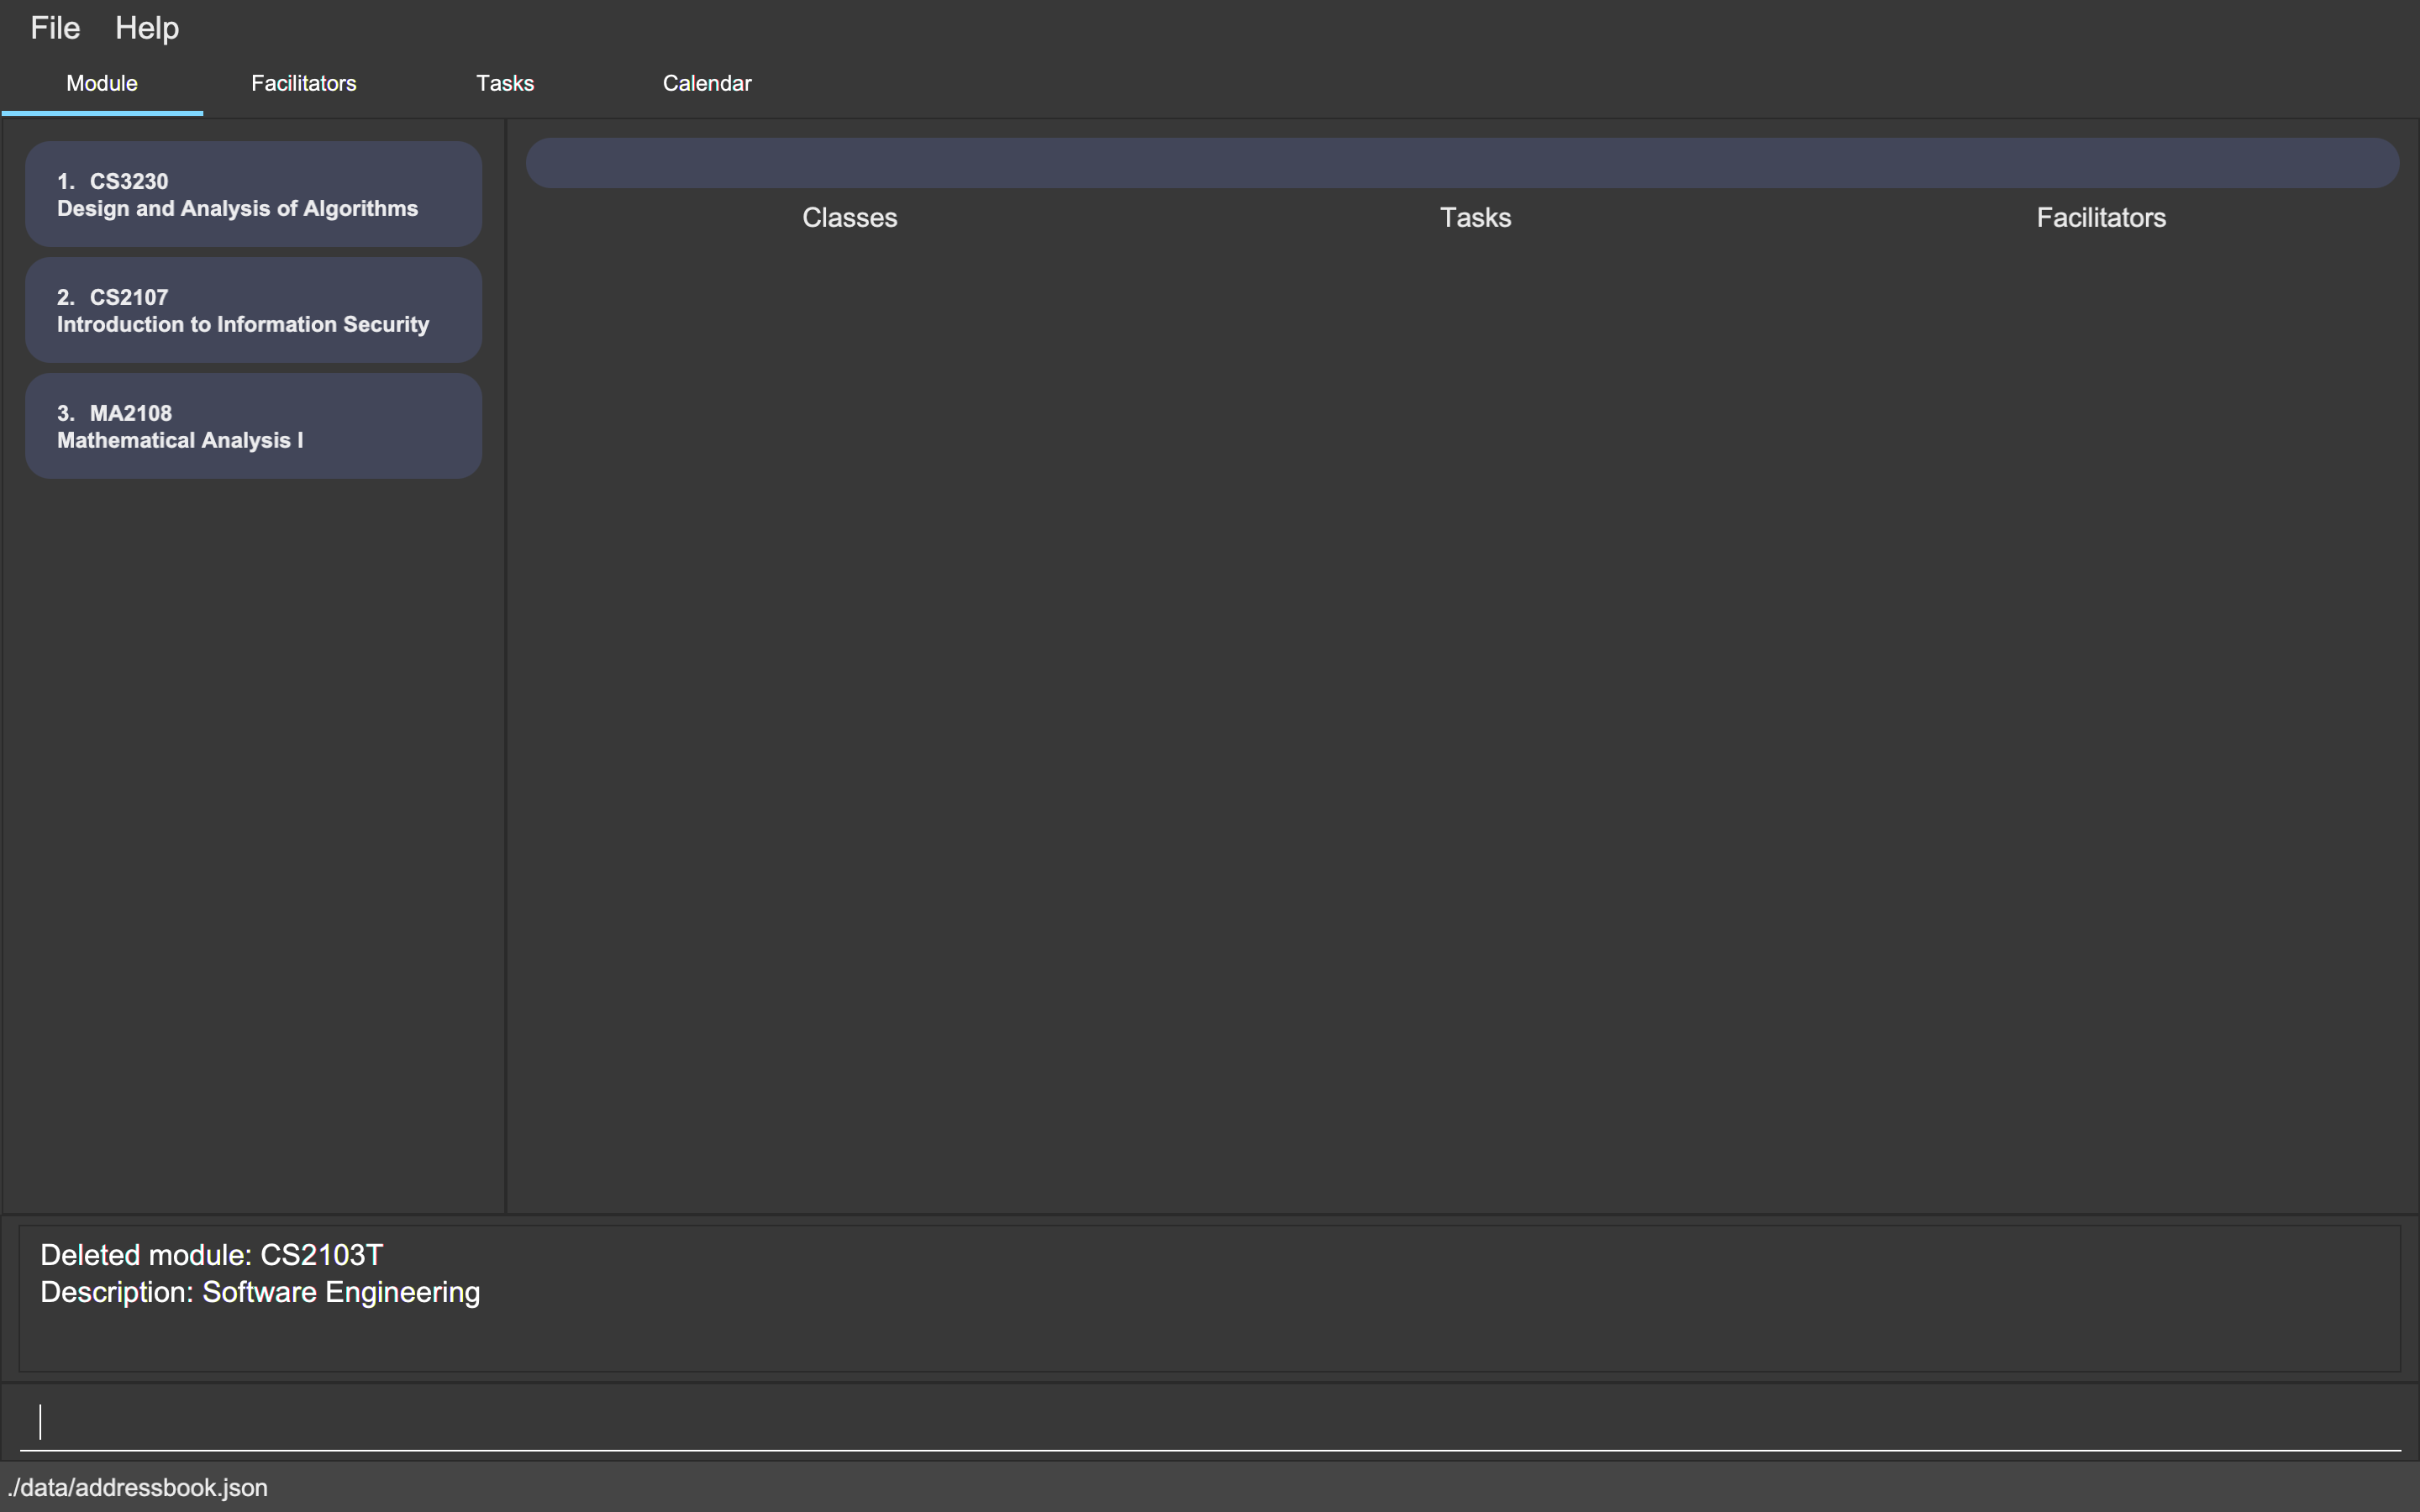 File Help
Module Facilitators Tasks Calendar
1. CS3230
Design and Analysis of Algorithms
2. CS2107
Introduction to Information Security
3. MA2108
Mathematical Analysis I
Classes Tasks Facilitators
Deleted module: CS2103T
Description: Software Engineering
./data/addressbook.json